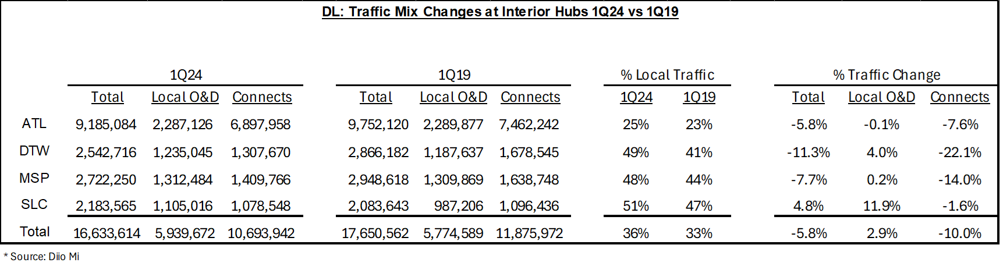 DL: Traffic Mix Changes at Interior Hubs 1Q24 vs 1Q19
1Q24 1Q19 % Local Traffic % Traffic Change
Total Local O&D Connects Total Local O&D Connects 1Q24 1Q19 Total Local O&D Connects
ATL 9,185,084 2,287,126 6,897,958 9,752,120 2,289,877 7,462,242 25% 23% -5.8% -0.1% -7.6%
DTW 2,542,716 1,235,045 1,307,670 2,866,182 1,187,637 1,678,545 49% 41% -11.3% 4.0% -22.1%
MSP 2,722,250 1,312,484 1,409,766 2,948,618 1,309,869 1,638,748 48% 44% -7.7% 0.2% -14.0%
SLC 2,183,565 1,105,016 1,078,548 2,083,643 987,206 1,096,436 51% 47% 4.8% 11.9% -1.6%
Total 16,633,614 5,939,672 10,693,942 17,650,562 5,774,589 11,875,972 36% 33% -5.8% 2.9% -10.0%
* Source: Diio Mi